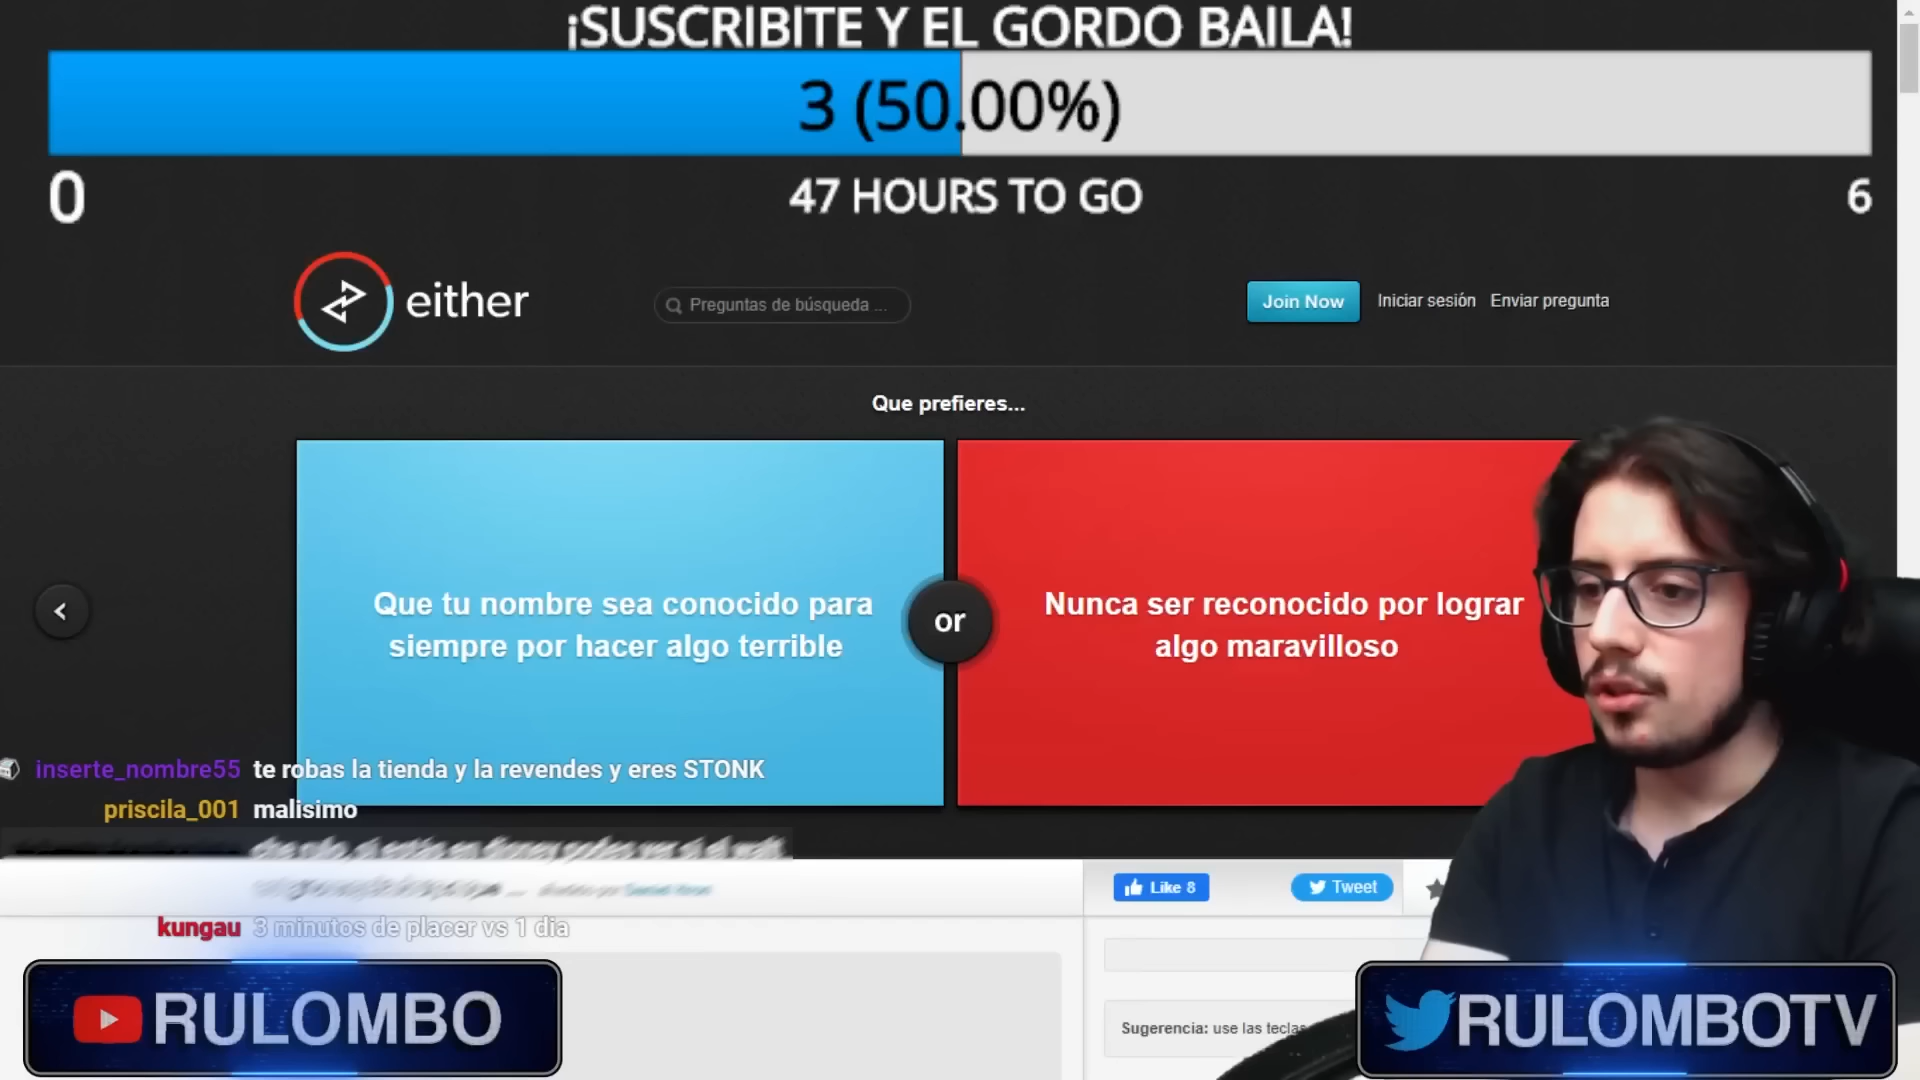 ¡SUSCRIBITE Y EL GORDO BAILA!
3 (50.00%)
0
47 HOURS TO GO
6
either
Preguntas de búsqueda ...
Join Now
Iniciar sesión
Enviar pregunta
Que prefieres...
Que tu nombre sea conocido para
siempre por hacer algo terrible
or
Nunca ser reconocido por lograr
algo maravilloso
inserte_nombre55 te robas la tienda y la revendes y eres STONK
priscila_001 malisimo
Like 8
Tweet
kungau 3 minutos de placer vs 1 dia
Sugerencia: use las teclas
RULOMBO
RULOMBOTV